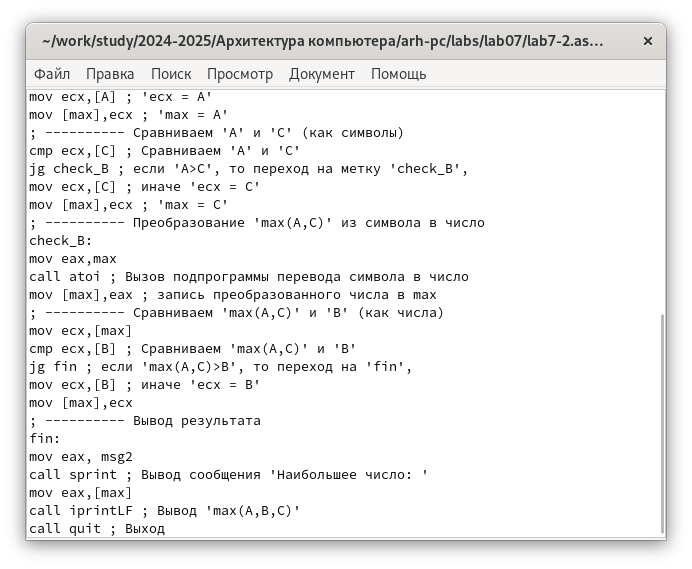 ~/work/study/2024-2025/Архитектура компьютера/arh-pc/labs/lab07/lab7-2.as...
Файл Правка Поиск Просмотр Документ Помощь
mov ecx,[A] ; 'ecx = A'
mov [max],ecx ; 'max = A'
; ---------- Сравниваем 'A' и 'С' (как символы)
cmp ecx,[C] ; Сравниваем 'A' и 'С'
jg check_B ; если 'A>C', то переход на метку 'check_B',
mov ecx,[C] ; иначе 'ecx = C'
mov [max],ecx ; 'max = C'
; ---------- Преобразование 'max(A,C)' из символа в число
check_B:
mov eax,max
call atoi ; Вызов подпрограммы перевода символа в число
mov [max],eax ; запись преобразованного числа в max
; ---------- Сравниваем 'max(A,C)' и 'B' (как числа)
mov ecx,[max]
cmp ecx,[B] ; Сравниваем 'max(A,C)' и 'B'
jg fin ; если 'max(A,C)>B', то переход на 'fin',
mov ecx,[B] ; иначе 'ecx = B'
mov [max],ecx
; ---------- Вывод результата
fin:
mov eax, msg2
call sprint ; Вывод сообщения 'Наибольшее число: '
mov eax,[max]
call iprintLF ; Вывод 'max(A,B,C)'
call quit ; Выход